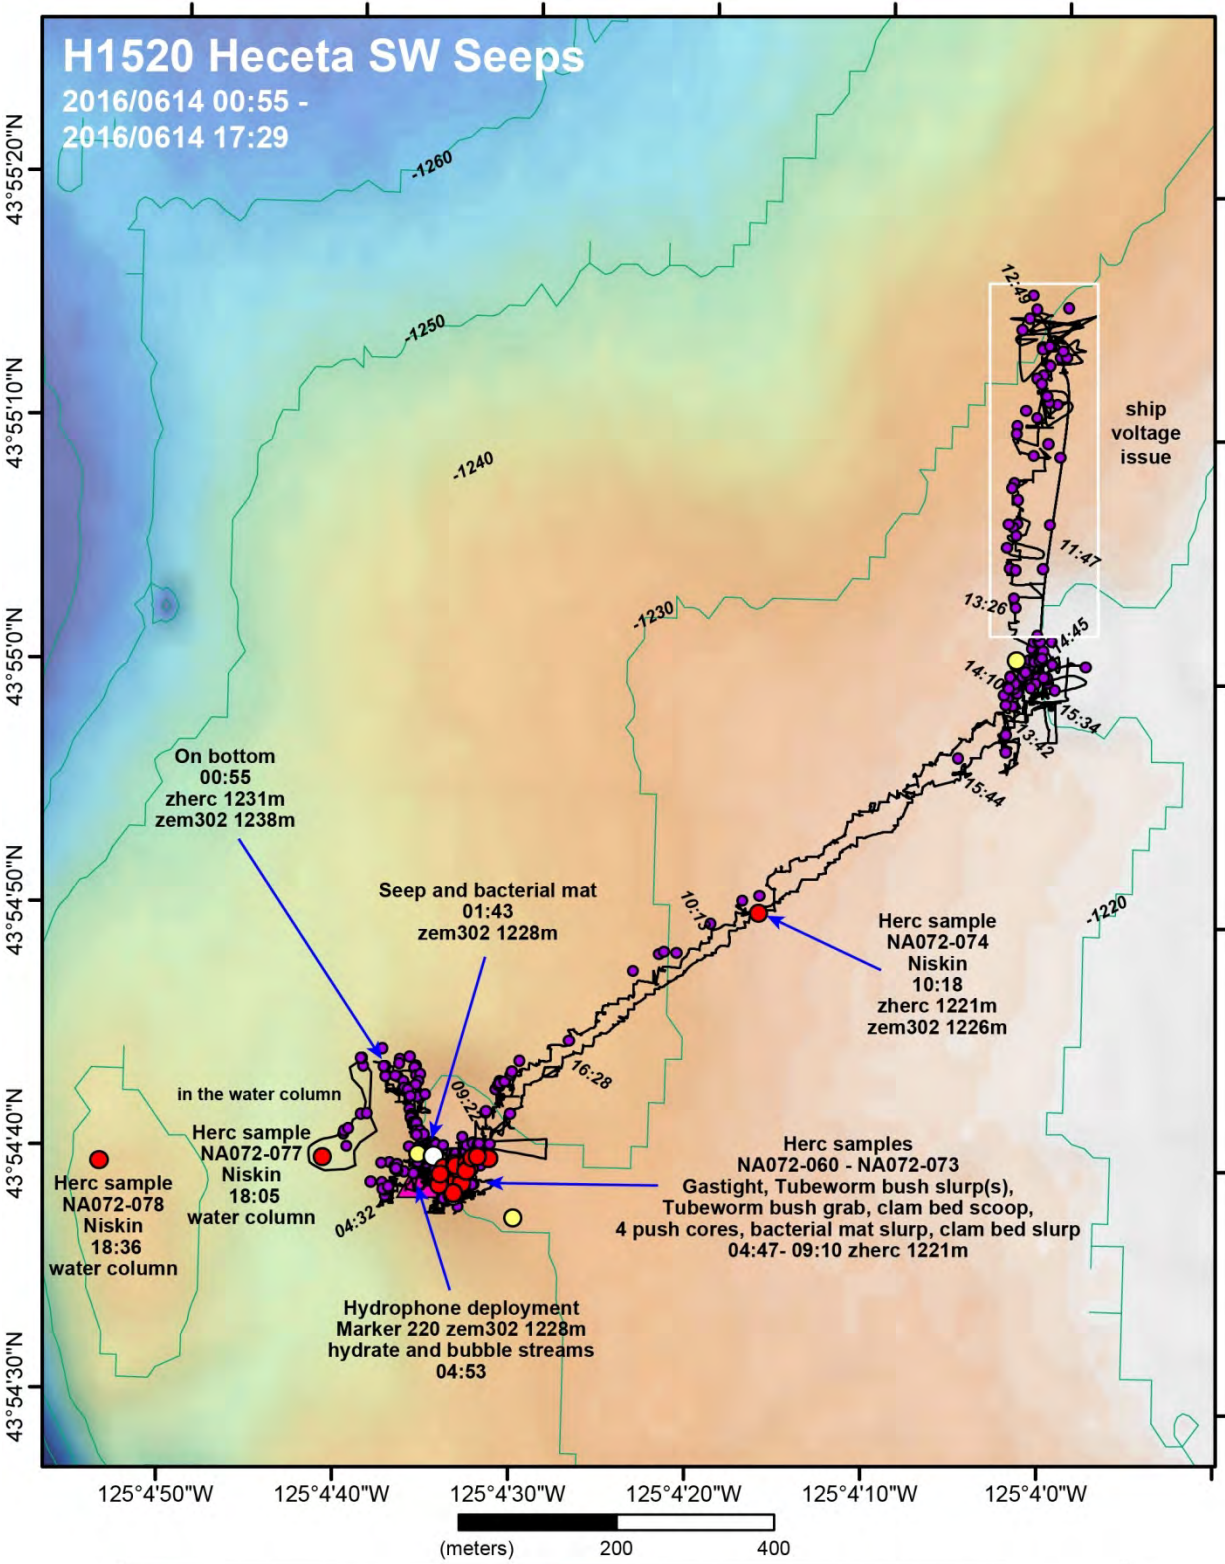 H1520 Heceta SW Seeps
2016/0614 00:55 -
2016/0614 17:29
43°55'20"N
43°55'10"N
43°55'0"N
43°54'50"N
43°54'40"N
43°54'30"N
-1260
-1250
-1240
-1230
-1220
12:49
ship
voltage
issue
11:47
13:26
14:45
14:10
15:34
13:42
15:44
On bottom
00:55
zherc 1231m
zem302 1238m
Seep and bacterial mat
01:43
zem302 1228m
10:15
Herc sample
NA072-074
Niskin
10:18
zherc 1221m
zem302 1226m
16:28
09:22
in the water column
Herc sample
NA072-077
Niskin
18:05
water column
Herc sample
NA072-078
Niskin
18:36
water column
04:32
Herc samples
NA072-060 - NA072-073
Gastight, Tubeworm bush slurp(s),
Tubeworm bush grab, clam bed scoop,
4 push cores, bacterial mat slurp, clam bed slurp
04:47- 09:10 zherc 1221m
Hydrophone deployment
Marker 220 zem302 1228m
hydrate and bubble streams
04:53
125°4'50"W
125°4'40"W
125°4'30"W
125°4'20"W
125°4'10"W
125°4'0"W
(meters) 200 400